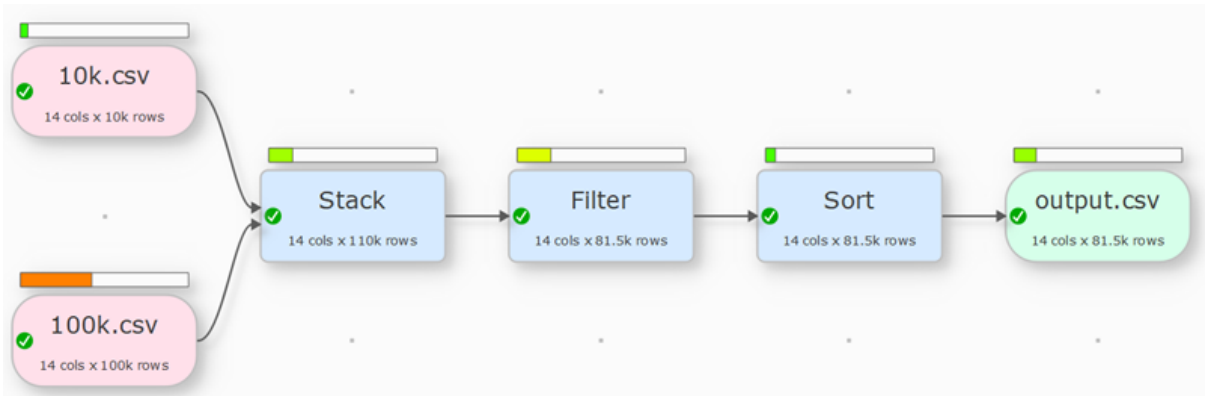 10k.csv
14 cols x 10k rows
100k.csv
14 cols x 100k rows
Stack
14 cols x 110k rows
Filter
14 cols x 81.5k rows
Sort
14 cols x 81.5k rows
output.csv
14 cols x 81.5k rows